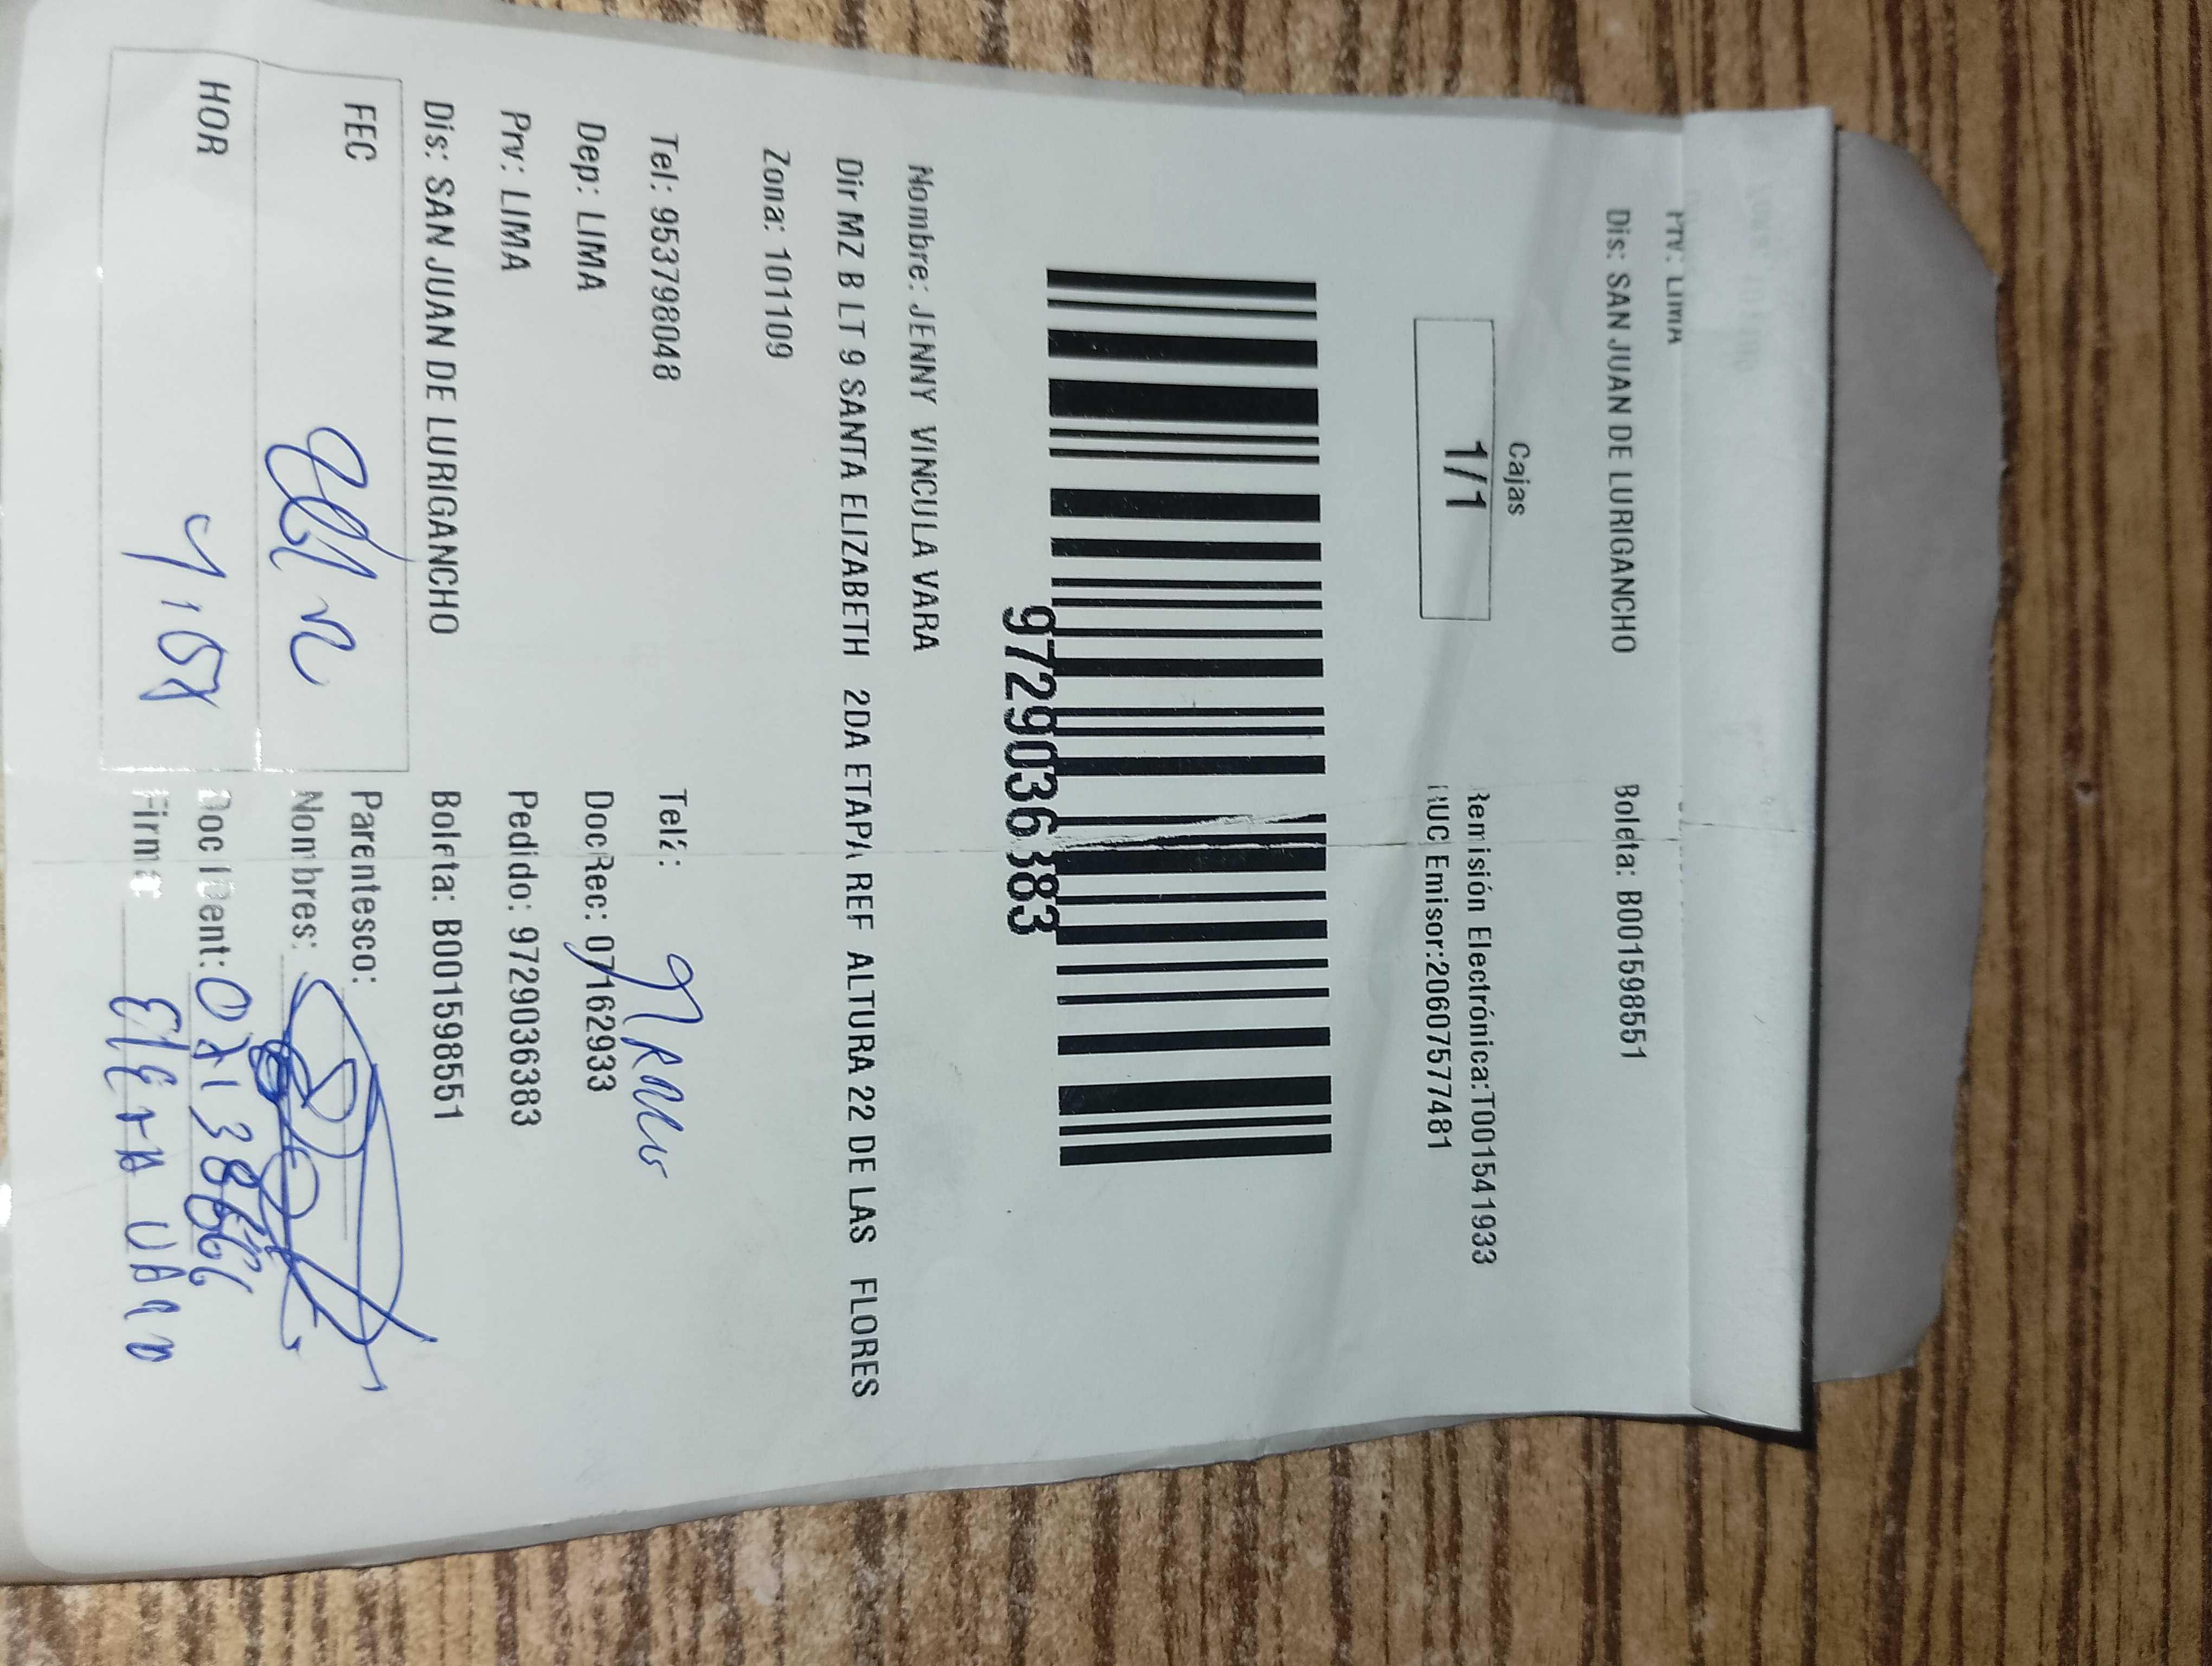 Prv: LIMA
Dis: SAN JUAN DE LURIGANCHO Boleta: B001598551
Cajas
1/1
Remisión Electrónica:T001541933
RUC Emisor:20607577481
9729036383
Nombre: JENNY VINCULA VARA
Dir MZ B LT 9 SANTA ELIZABETH 2DA ETAPA REF ALTURA 22 DE LAS FLORES
Zona: 101109
Tel: 953798048 Tel2:
Dep: LIMA DocRec: 07162933
Prv: LIMA Pedido: 9729036383
Dis: SAN JUAN DE LURIGANCHO Boleta: B001598551
FEC
Parentesco:
Nombres:
HOR
Doc Ident:
Firma